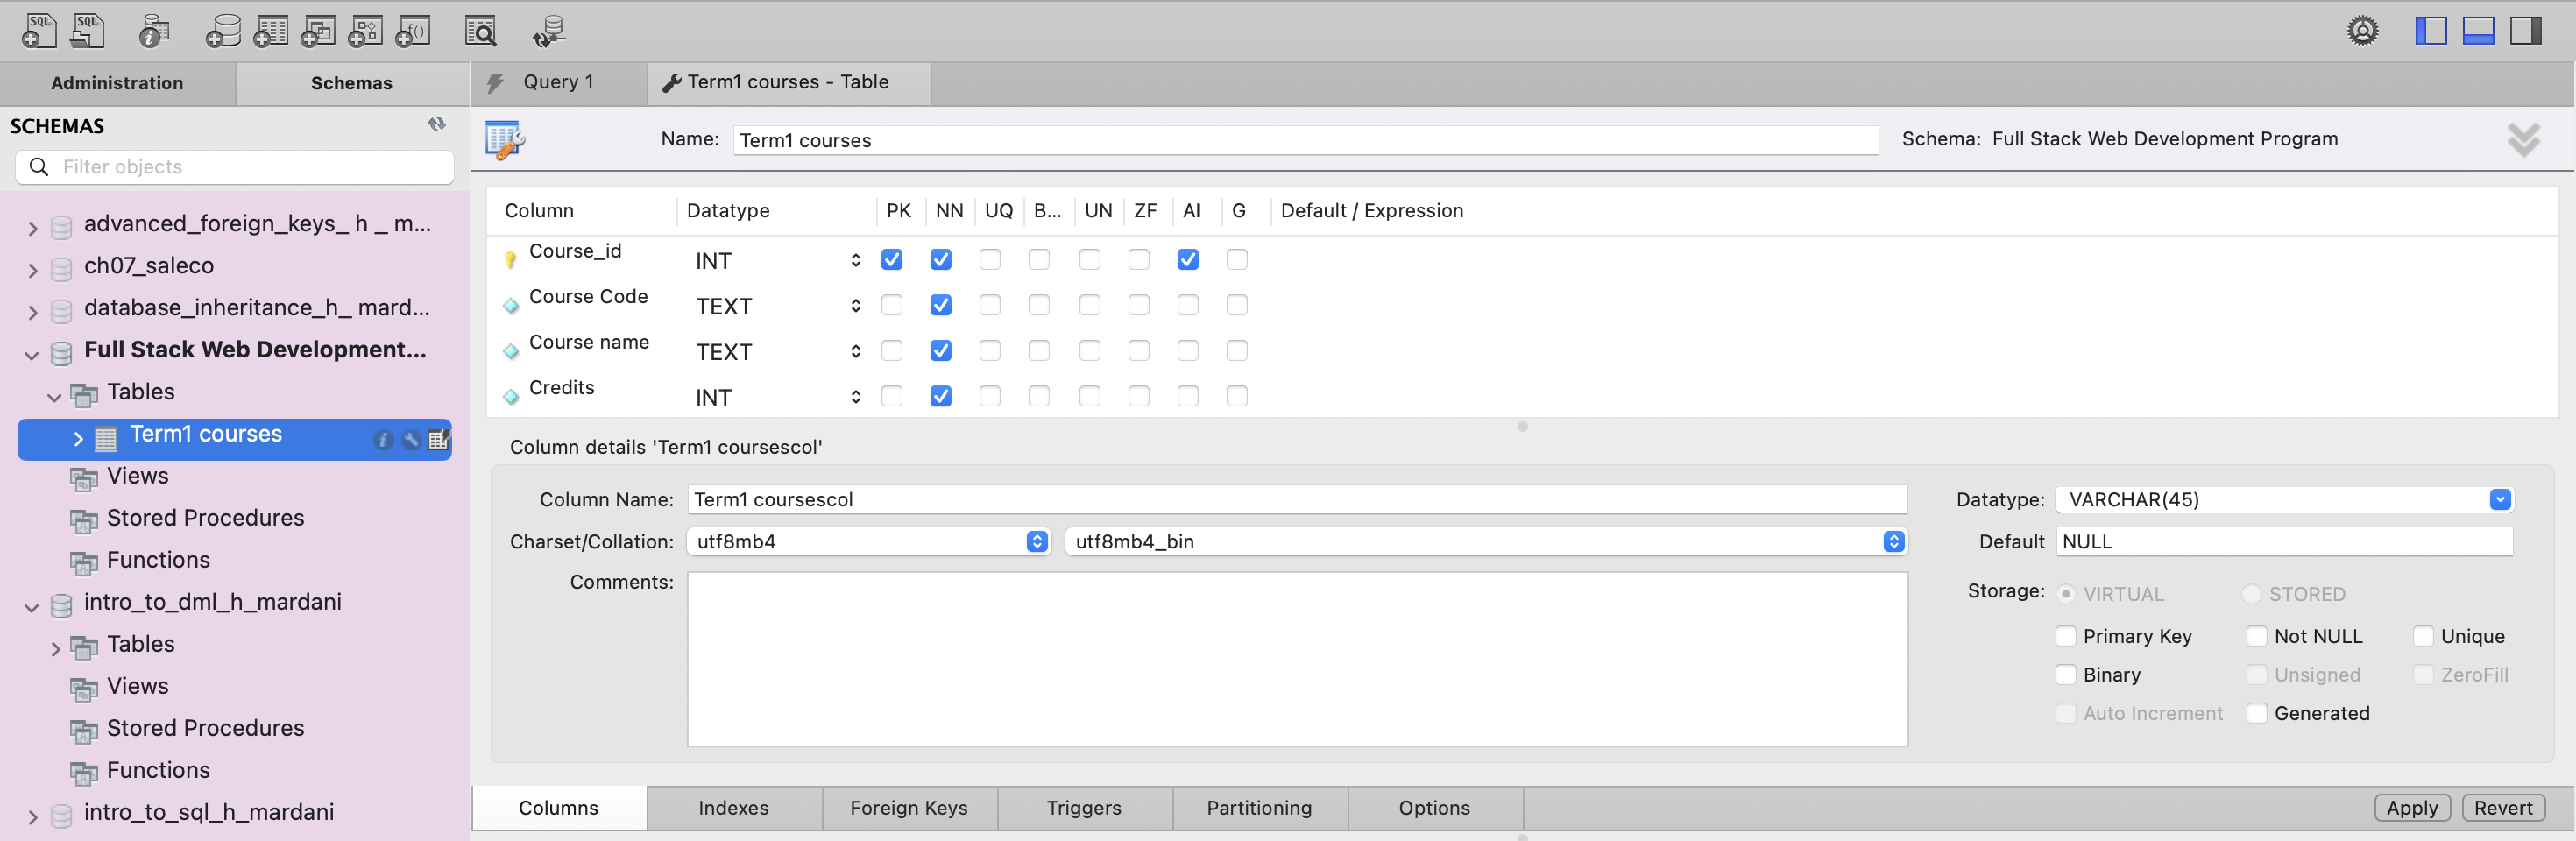 SQL SQL
Administration Schemas
SCHEMAS
Filter objects
advanced_foreign_keys_ h _ m...
ch07_saleco
database_inheritance_h_ mard...
Full Stack Web Development...
Tables
Term1 courses
Views
Stored Procedures
Functions
intro_to_dml_h_mardani
Tables
Views
Stored Procedures
Functions
intro_to_sql_h_mardani
Query 1 Term1 courses - Table
Name: Term1 courses Schema: Full Stack Web Development Program
Column Datatype PK NN UQ B... UN ZF AI G Default / Expression
Course_id INT
Course Code TEXT
Course name TEXT
Credits INT
Column details 'Term1 coursescol'
Column Name: Term1 coursescol Datatype: VARCHAR(45)
Charset/Collation: utf8mb4 utf8mb4_bin Default NULL
Comments: Storage: VIRTUAL STORED
Primary Key Not NULL Unique
Binary Unsigned ZeroFill
Auto Increment Generated
Columns Indexes Foreign Keys Triggers Partitioning Options Apply Revert